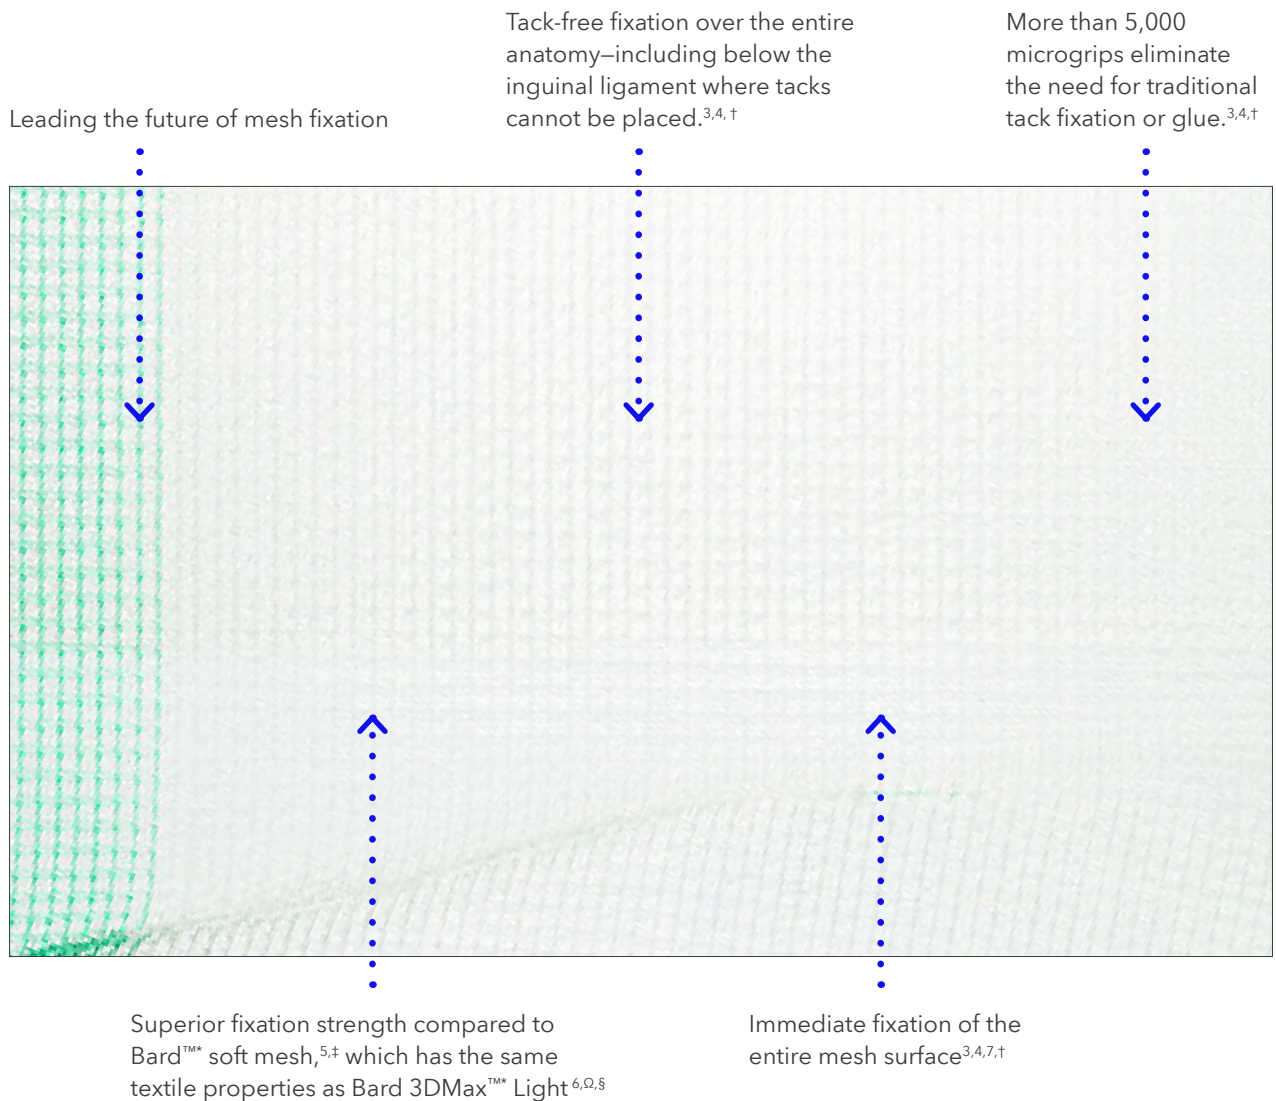 Leading the future of mesh fixation
Tack-free fixation over the entire
anatomy—including below the
inguinal ligament where tacks
cannot be placed.3,4, †
More than 5,000
microgrips eliminate
the need for traditional
tack fixation or glue.3,4,†
Superior fixation strength compared to
Bard™* soft mesh,5,‡ which has the same
textile properties as Bard 3DMax™* Light 6,Ω,§
Immediate fixation of the
entire mesh surface3,4,7,†